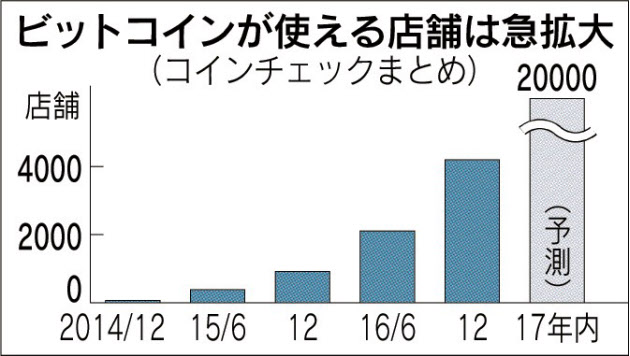 ビットコインが使える店舗は急拡大
（コインチェックまとめ）
20000
店舗
4000
2000
0
（予測）
2014/12 15/6 12 16/6 12 17年内